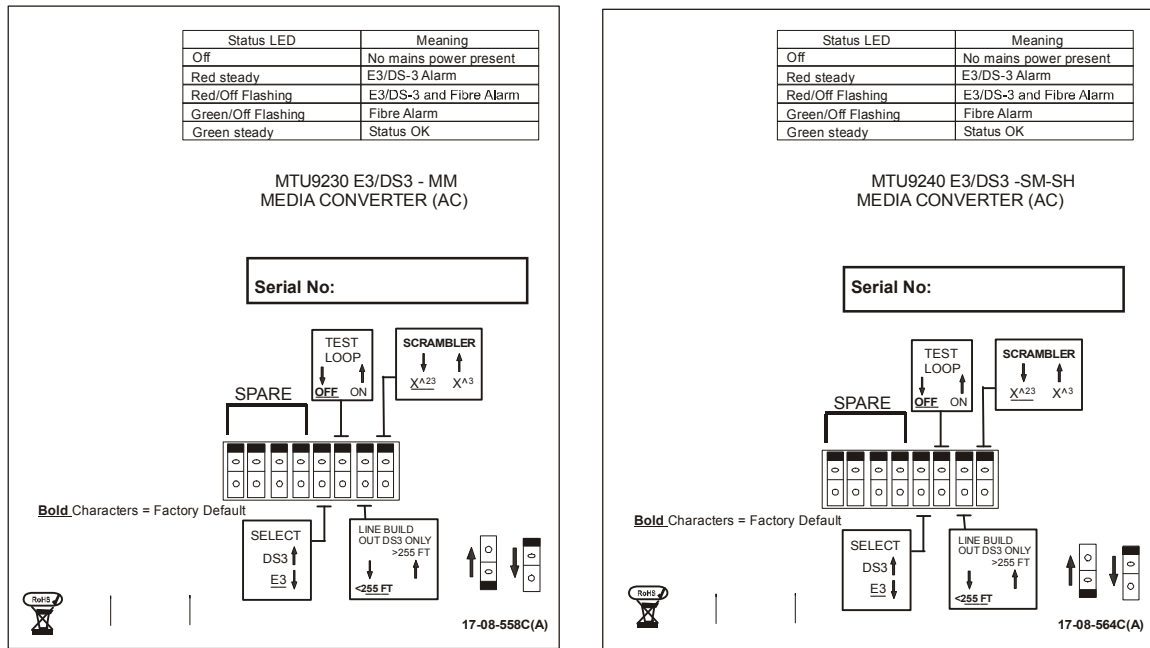 Status LED Meaning
Off No mains power present
Red steady E3/DS-3 Alarm
Red/Off Flashing E3/DS-3 and Fibre Alarm
Green/Off Flashing Fibre Alarm
Green steady Status OK
MTU9230 E3/DS3 - MM
MEDIA CONVERTER (AC)
Serial No:
TEST
LOOP
OFF ON
SCRAMBLER
X^23 X^3
SPARE
Bold Characters = Factory Default
SELECT
DS3
E3
LINE BUILD
OUT DS3 ONLY
>255 FT
<255 FT
RoHS
17-08-558C(A)
Status LED Meaning
Off No mains power present
Red steady E3/DS-3 Alarm
Red/Off Flashing E3/DS-3 and Fibre Alarm
Green/Off Flashing Fibre Alarm
Green steady Status OK
MTU9240 E3/DS3 -SM-SH
MEDIA CONVERTER (AC)
Serial No:
TEST
LOOP
OFF ON
SCRAMBLER
X^23 X^3
SPARE
Bold Characters = Factory Default
SELECT
DS3
E3
LINE BUILD
OUT DS3 ONLY
>255 FT
<255 FT
RoHS
17-08-564C(A)